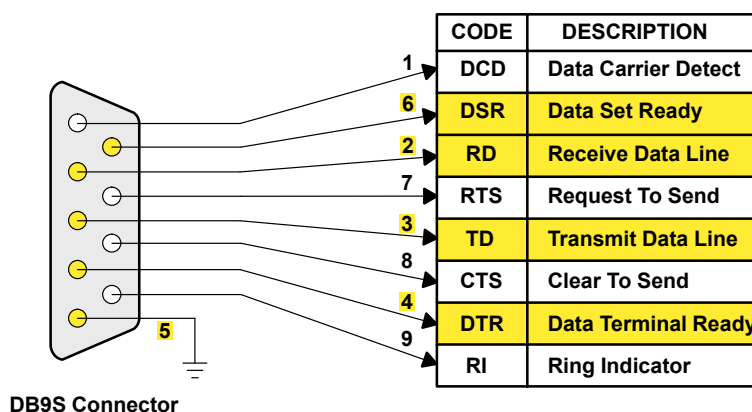 CODE DESCRIPTION
1 DCD Data Carrier Detect
6 DSR Data Set Ready
2 RD Receive Data Line
7 RTS Request To Send
3 TD Transmit Data Line
8 CTS Clear To Send
4 DTR Data Terminal Ready
5
9 RI Ring Indicator
DB9S Connector